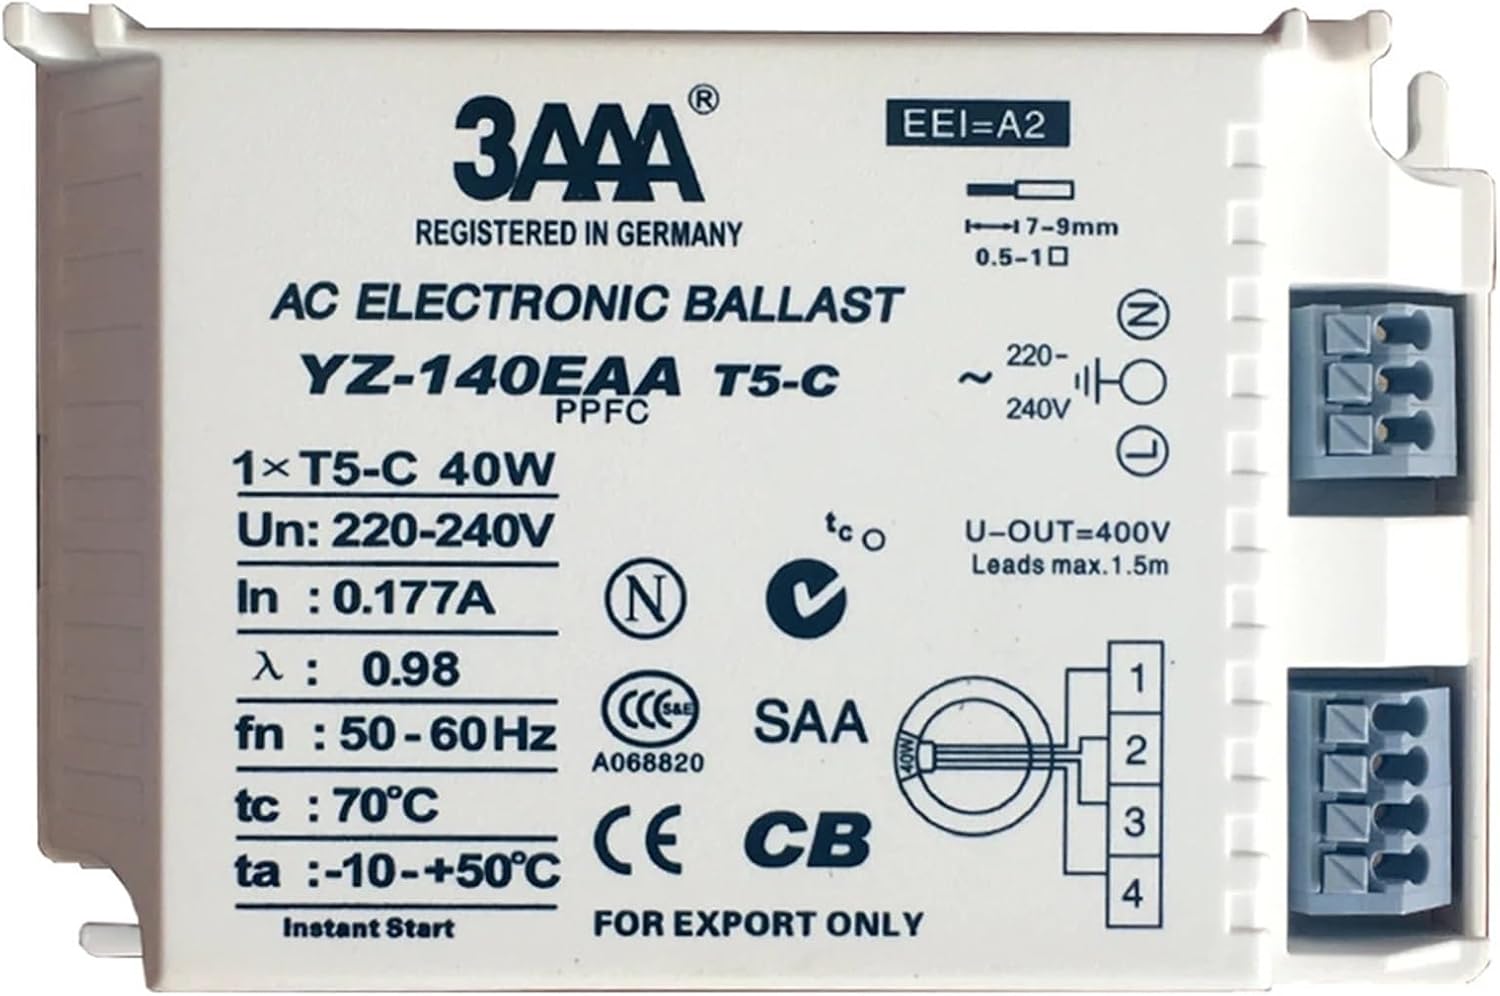 3AAA®
REGISTERED IN GERMANY
EEI=A2
7-9mm
0.5-1□
AC ELECTRONIC BALLAST
YZ-140EAA T5-C
PPFC
N
~ 220-
240V
L
1× T5-C 40W
Un: 220-240V
In : 0.177A
λ : 0.98
fn : 50-60Hz
tc : 70°C
ta :-10-+50°C
Instant Start
tc
U-OUT=400V
Leads max.1.5m
N
CCC S&E
A068820
SAA
CE
CB
FOR EXPORT ONLY
40W
1
2
3
4